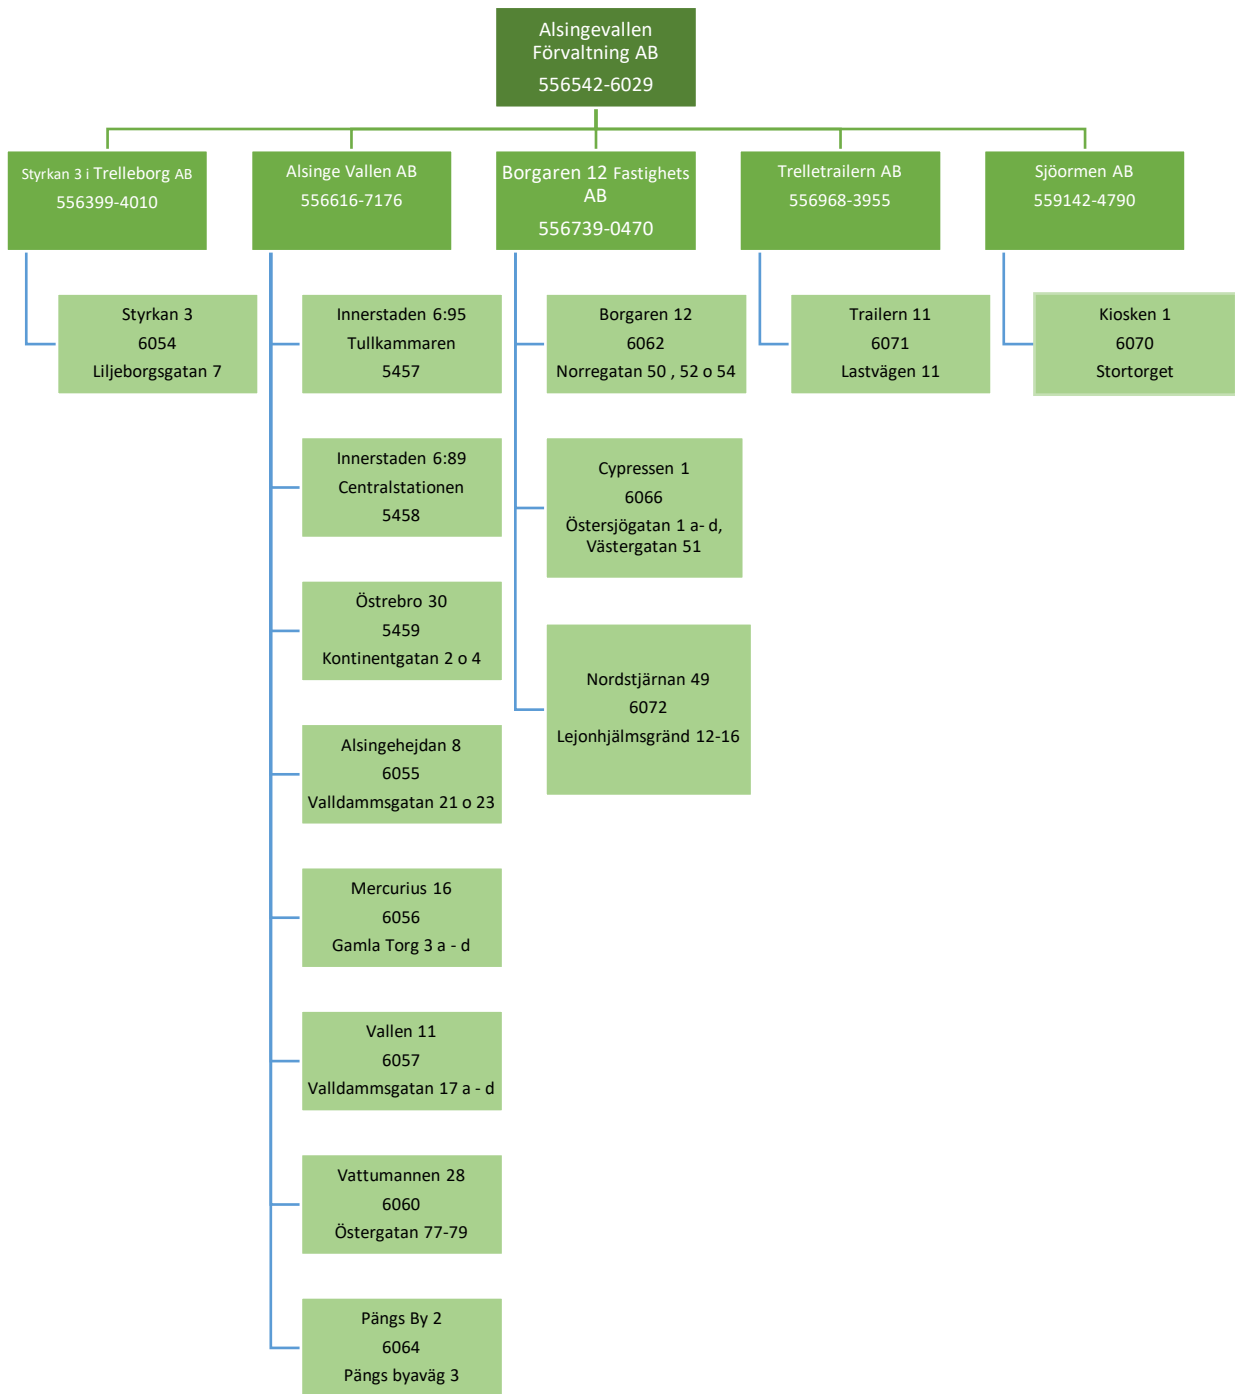 Alsingevallen
Förvaltning AB
556542-6029
Styrkan 3 i Trelleborg AB
556399-4010
Alsinge Vallen AB
556616-7176
Borgaren 12 Fastighets
AB
556739-0470
Trelletrailern AB
556968-3955
Sjöormen AB
559142-4790
Styrkan 3
6054
Liljeborgsgatan 7
Innerstaden 6:95
Tullkammaren
5457
Innerstaden 6:89
Centralstationen
5458
Östrebro 30
5459
Kontinentgatan 2 o 4
Alsingehejdan 8
6055
Valldammsgatan 21 o 23
Mercurius 16
6056
Gamla Torg 3 a - d
Vallen 11
6057
Valldammsgatan 17 a - d
Vattumannen 28
6060
Östergatan 77-79
Pängs By 2
6064
Pängs byaväg 3
Borgaren 12
6062
Norregatan 50 , 52 o 54
Cypressen 1
6066
Östersjögatan 1 a- d,
Västergatan 51
Nordstjärnan 49
6072
Lejonhjälmsgränd 12-16
Trailern 11
6071
Lastvägen 11
Kiosken 1
6070
Stortorget